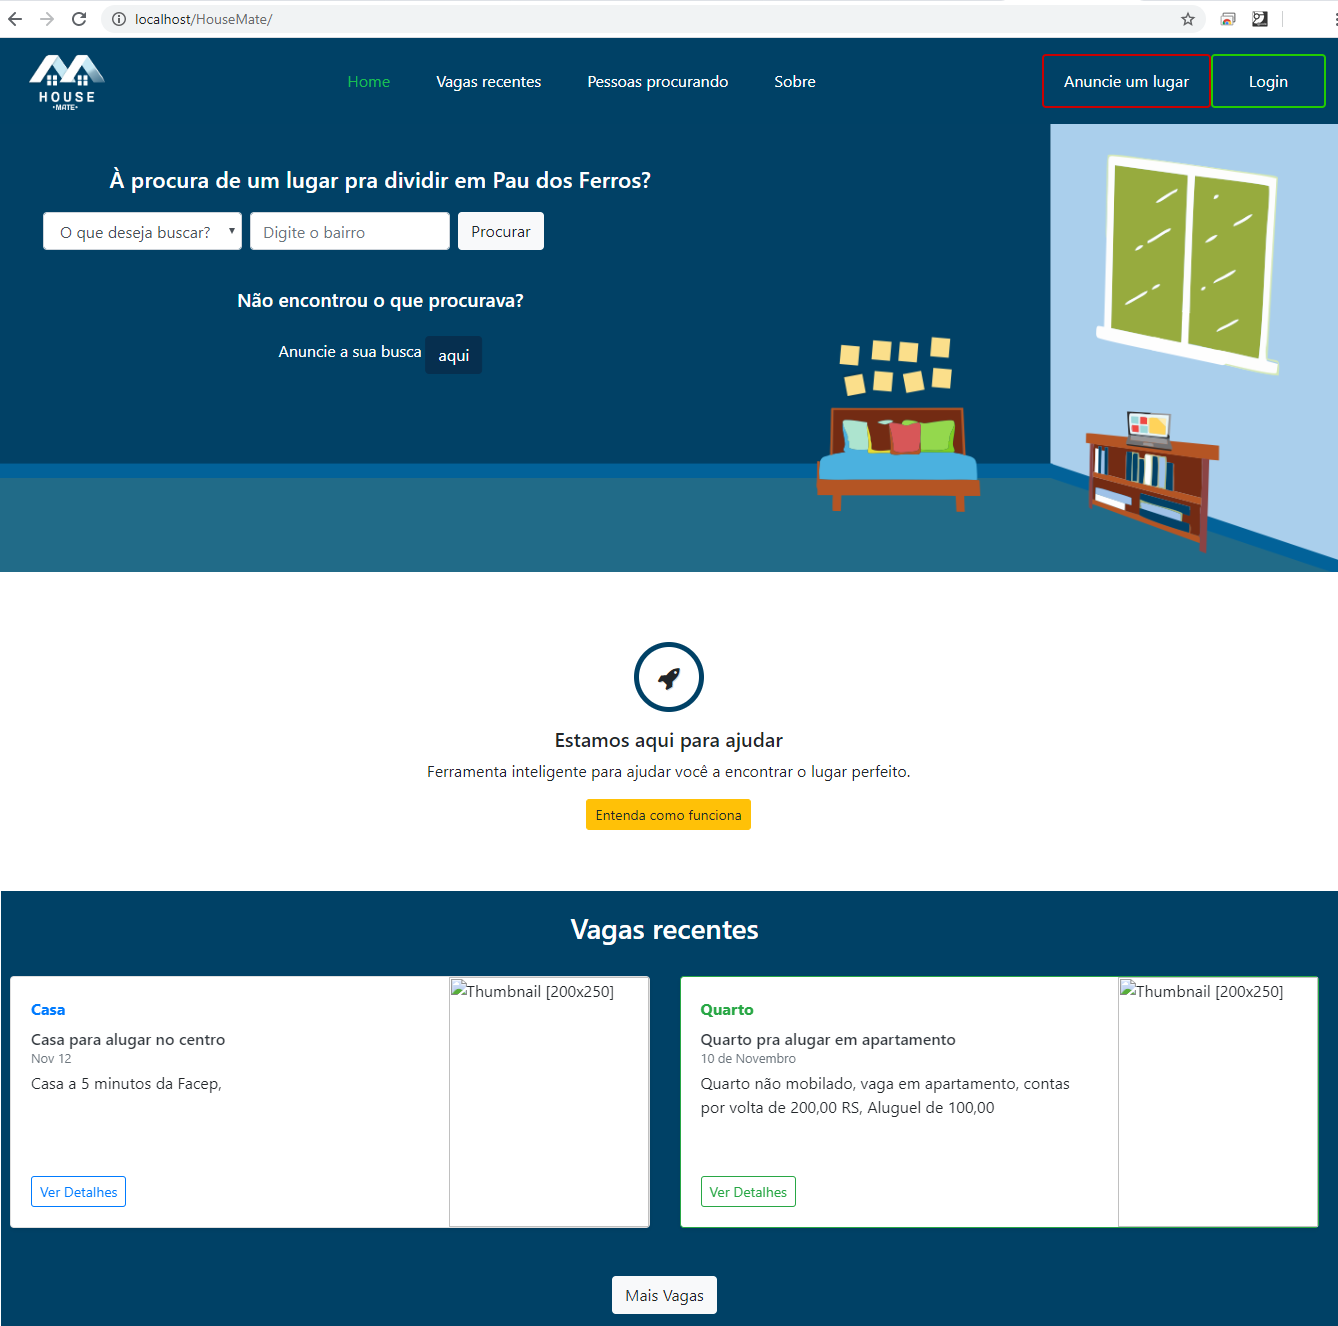 localhost/HouseMate/
HOUSE
•MATE•
Home
Vagas recentes
Pessoas procurando
Sobre
Anuncie um lugar
Login
À procura de um lugar pra dividir em Pau dos Ferros?
O que deseja buscar?
Digite o bairro
Procurar
Não encontrou o que procurava?
Anuncie a sua busca aqui
Estamos aqui para ajudar
Ferramenta inteligente para ajudar você a encontrar o lugar perfeito.
Entenda como funciona
Vagas recentes
Casa
Casa para alugar no centro
Nov 12
Casa a 5 minutos da Facep,
Ver Detalhes
Thumbnail [200x250]
Quarto
Quarto pra alugar em apartamento
10 de Novembro
Quarto não mobilado, vaga em apartamento, contas
por volta de 200,00 RS, Aluguel de 100,00
Ver Detalhes
Thumbnail [200x250]
Mais Vagas